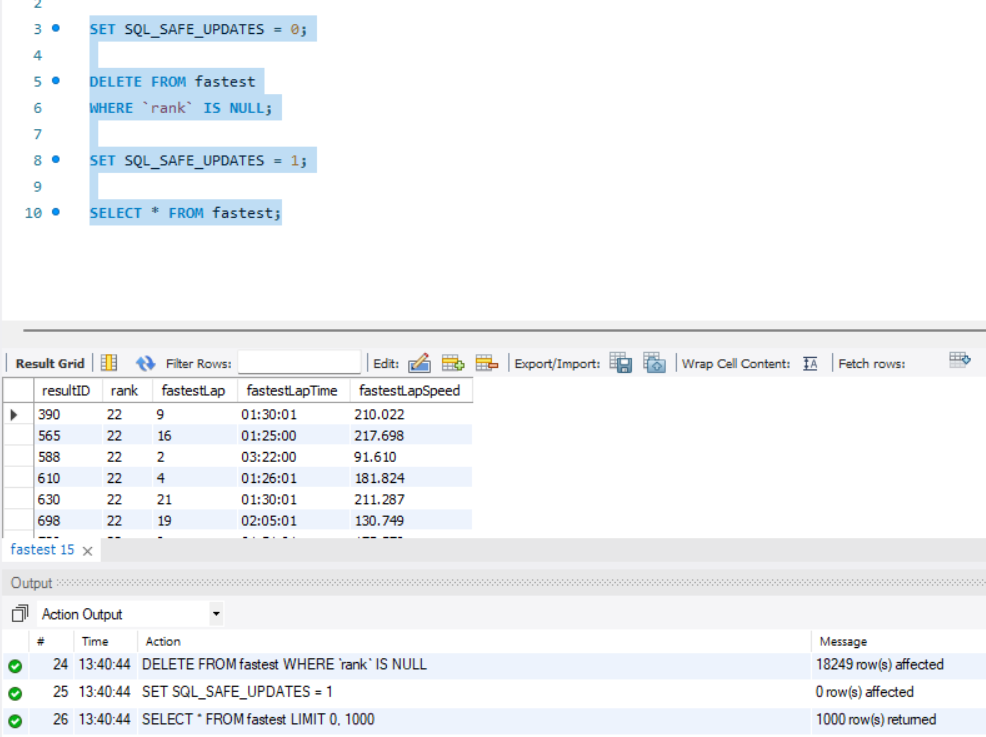 2
3 SET SQL_SAFE_UPDATES = 0;
4
5 DELETE FROM fastest
6 WHERE `rank` IS NULL;
7
8 SET SQL_SAFE_UPDATES = 1;
9
10 SELECT * FROM fastest;
Result Grid Filter Rows: Edit: Export/Import: Wrap Cell Content: IA Fetch rows:
resultID rank fastestLap fastestLapTime fastestLapSpeed
390 22 9 01:30:01 210.022
565 22 16 01:25:00 217.698
588 22 2 03:22:00 91.610
610 22 4 01:26:01 181.824
630 22 21 01:30:01 211.287
698 22 19 02:05:01 130.749
fastest 15
Output
Action Output
# Time Action Message
24 13:40:44 DELETE FROM fastest WHERE `rank` IS NULL 18249 row(s) affected
25 13:40:44 SET SQL_SAFE_UPDATES = 1 0 row(s) affected
26 13:40:44 SELECT * FROM fastest LIMIT 0, 1000 1000 row(s) returned